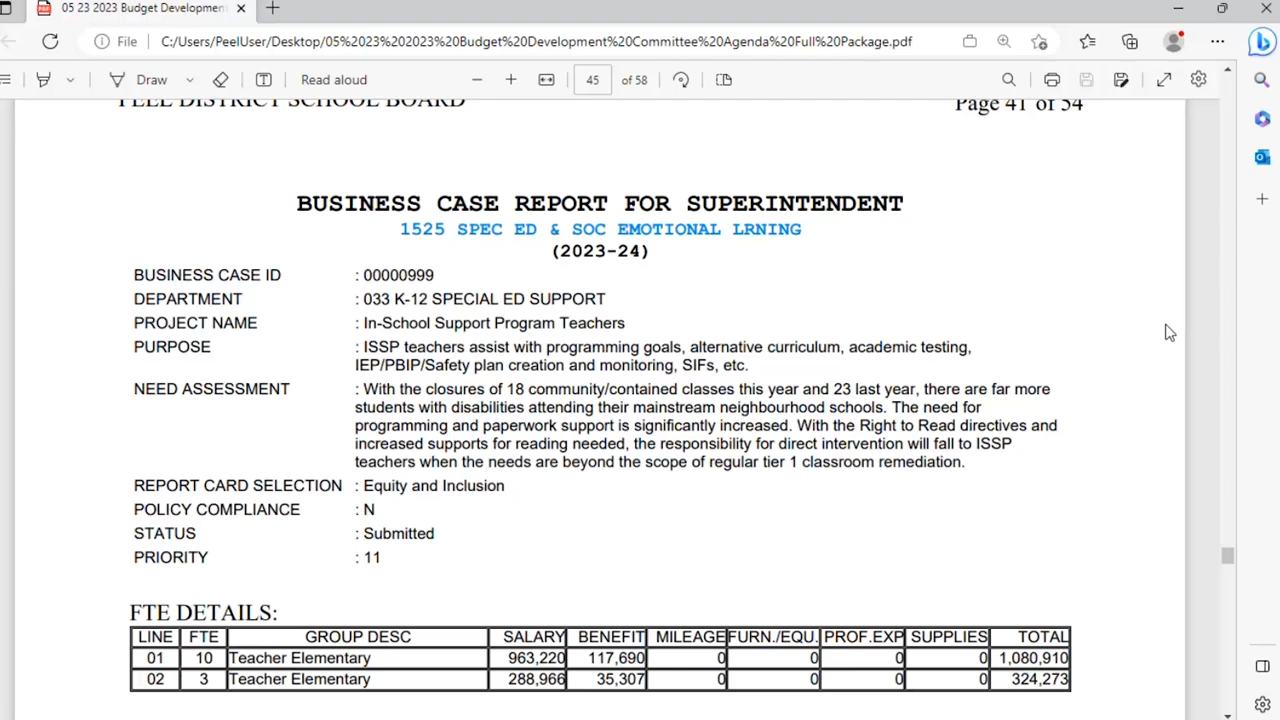 05 23 2023 Budget Developmen
File C:/Users/PeelUser/Desktop/05%2023%202023%20Budget%20Development%20Committee%20Agenda%20Full%20Package.pdf
Draw Read aloud 45 of 58
PEEL DISTRICT SCHOOL BOARD Page 41 of 54
BUSINESS CASE REPORT FOR SUPERINTENDENT
1525 SPEC ED & SOC EMOTIONAL LRNING
(2023-24)
BUSINESS CASE ID : 00000999
DEPARTMENT : 033 K-12 SPECIAL ED SUPPORT
PROJECT NAME : In-School Support Program Teachers
PURPOSE : ISSP teachers assist with programming goals, alternative curriculum, academic testing,
IEP/PBIP/Safety plan creation and monitoring, SIFs, etc.
NEED ASSESSMENT : With the closures of 18 community/contained classes this year and 23 last year, there are far more
students with disabilities attending their mainstream neighbourhood schools. The need for
programming and paperwork support is significantly increased. With the Right to Read directives and
increased supports for reading needed, the responsibility for direct intervention will fall to ISSP
teachers when the needs are beyond the scope of regular tier 1 classroom remediation.
REPORT CARD SELECTION : Equity and Inclusion
POLICY COMPLIANCE : N
STATUS : Submitted
PRIORITY : 11
FTE DETAILS:
LINE FTE GROUP DESC SALARY BENEFIT MILEAGE FURN./EQU. PROF.EXP SUPPLIES TOTAL
01 10 Teacher Elementary 963,220 117,690 0 0 0 0 1,080,910
02 3 Teacher Elementary 288,966 35,307 0 0 0 0 324,273